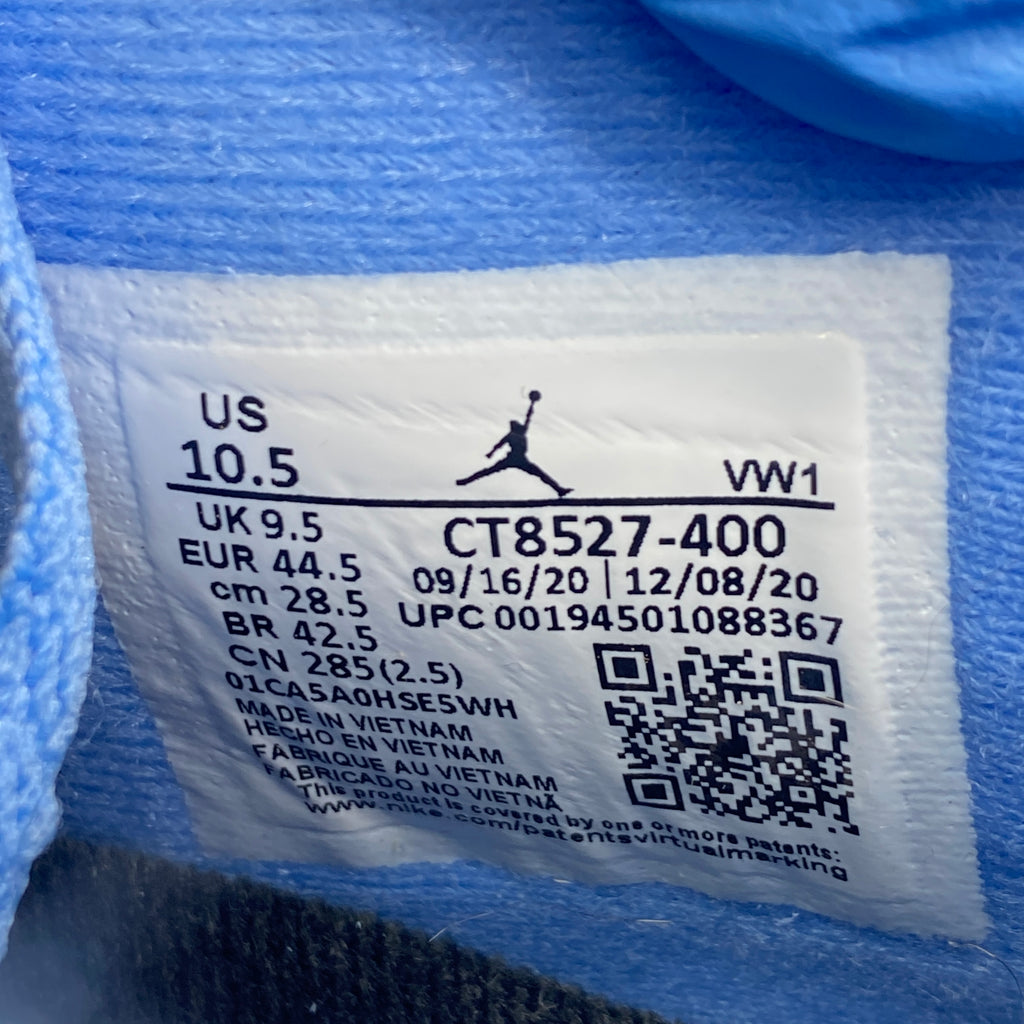 US
10.5
VW1
UK 9.5
EUR 44.5
cm 28.5
BR 42.5
CN 285(2.5)
01CA5A0HSE5WH
MADE IN VIETNAM
HECHO EN VIETNAM
FABRIQUE AU VIETNAM
FABRICADO NO VIETNÃ
CT8527-400
09/16/20 | 12/08/20
UPC 00194501088367
This product is covered by one or more patents:
www.nike.com/patentsvirtualmarking